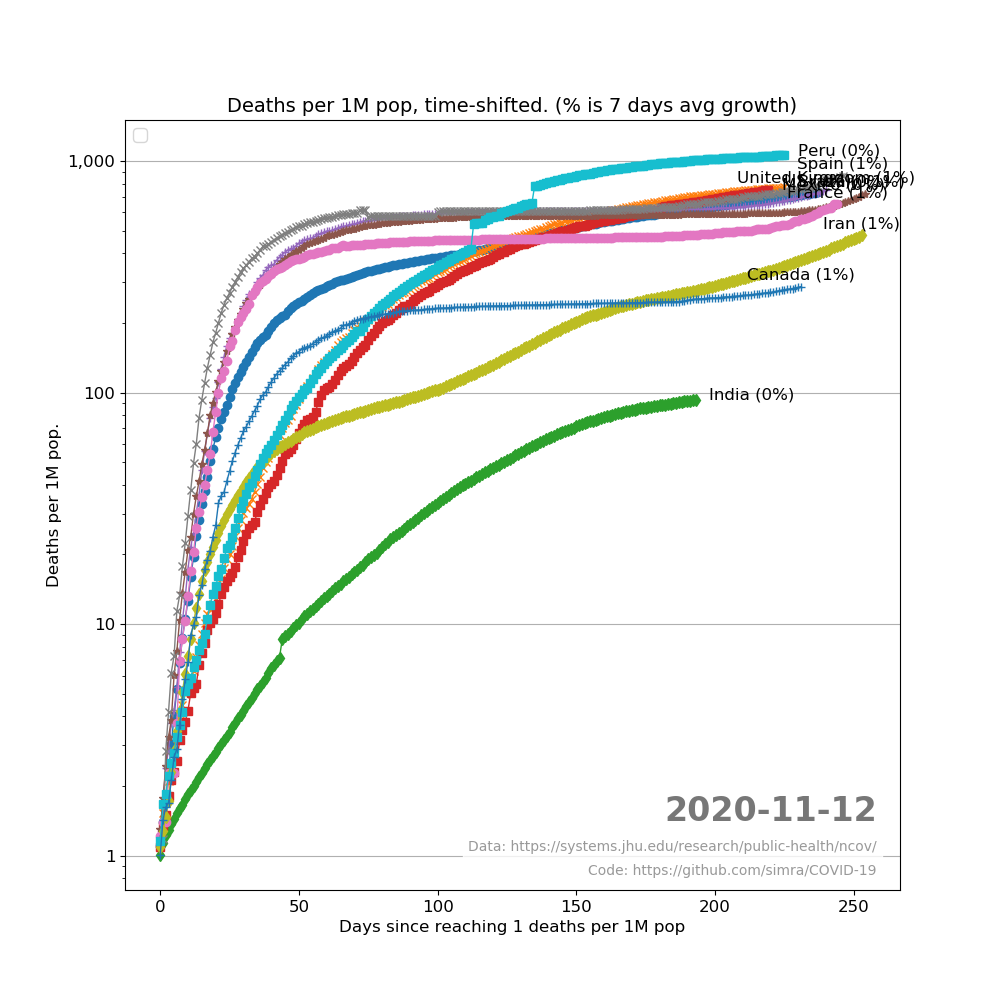 Deaths per 1M pop, time-shifted. (% is 7 days avg growth)
1,000
100
10
1
Deaths per 1M pop.
Peru (0%)
Spain (1%)
United Kingdom (1%)
France (1%)
Iran (1%)
Canada (1%)
India (0%)
2020-11-12
Data: https://systems.jhu.edu/research/public-health/ncov/
Code: https://github.com/simra/COVID-19
0 50 100 150 200 250
Days since reaching 1 deaths per 1M pop